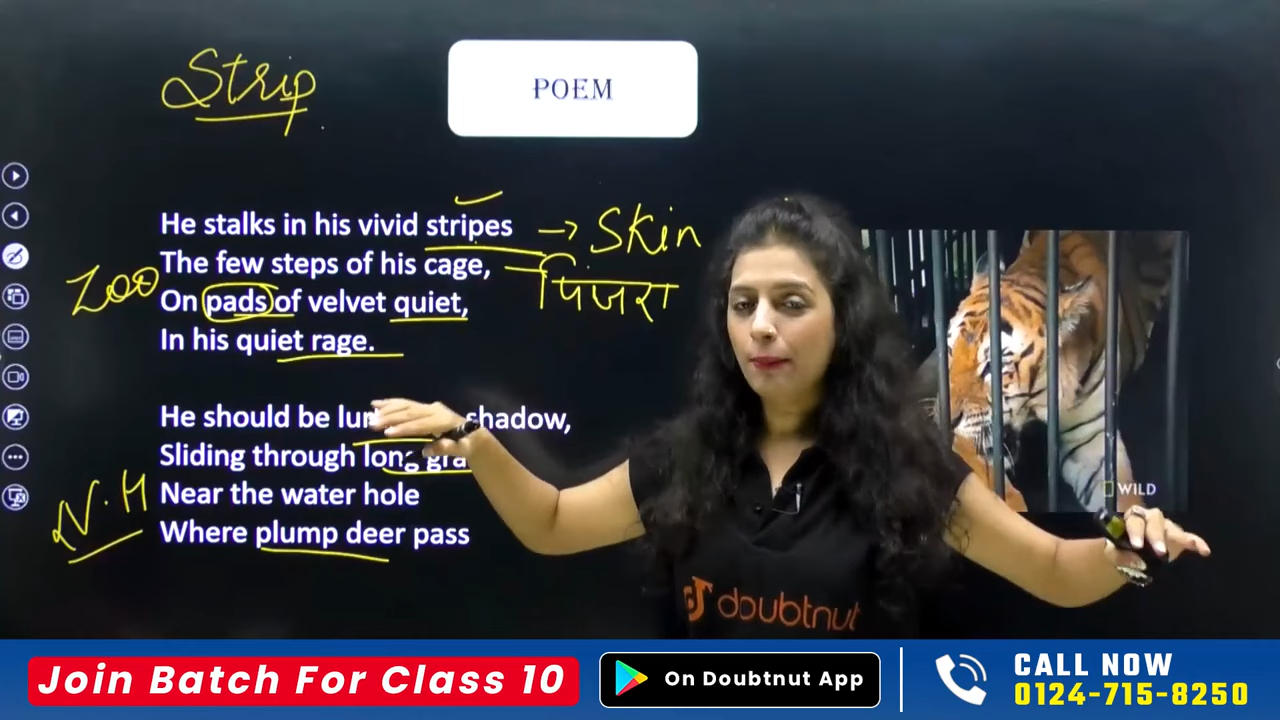 Strip
POEM
He stalks in his vivid stripes → Skin
The few steps of his cage, पिंजरा
Zoo
On pads of velvet quiet,
In his quiet rage.
He should be shadow,
Sliding through long
N.H
Near the water hole
Where plump deer pass
WILD
doubtnut
Join Batch For Class 10
On Doubtnut App
CALL NOW
0124-715-8250